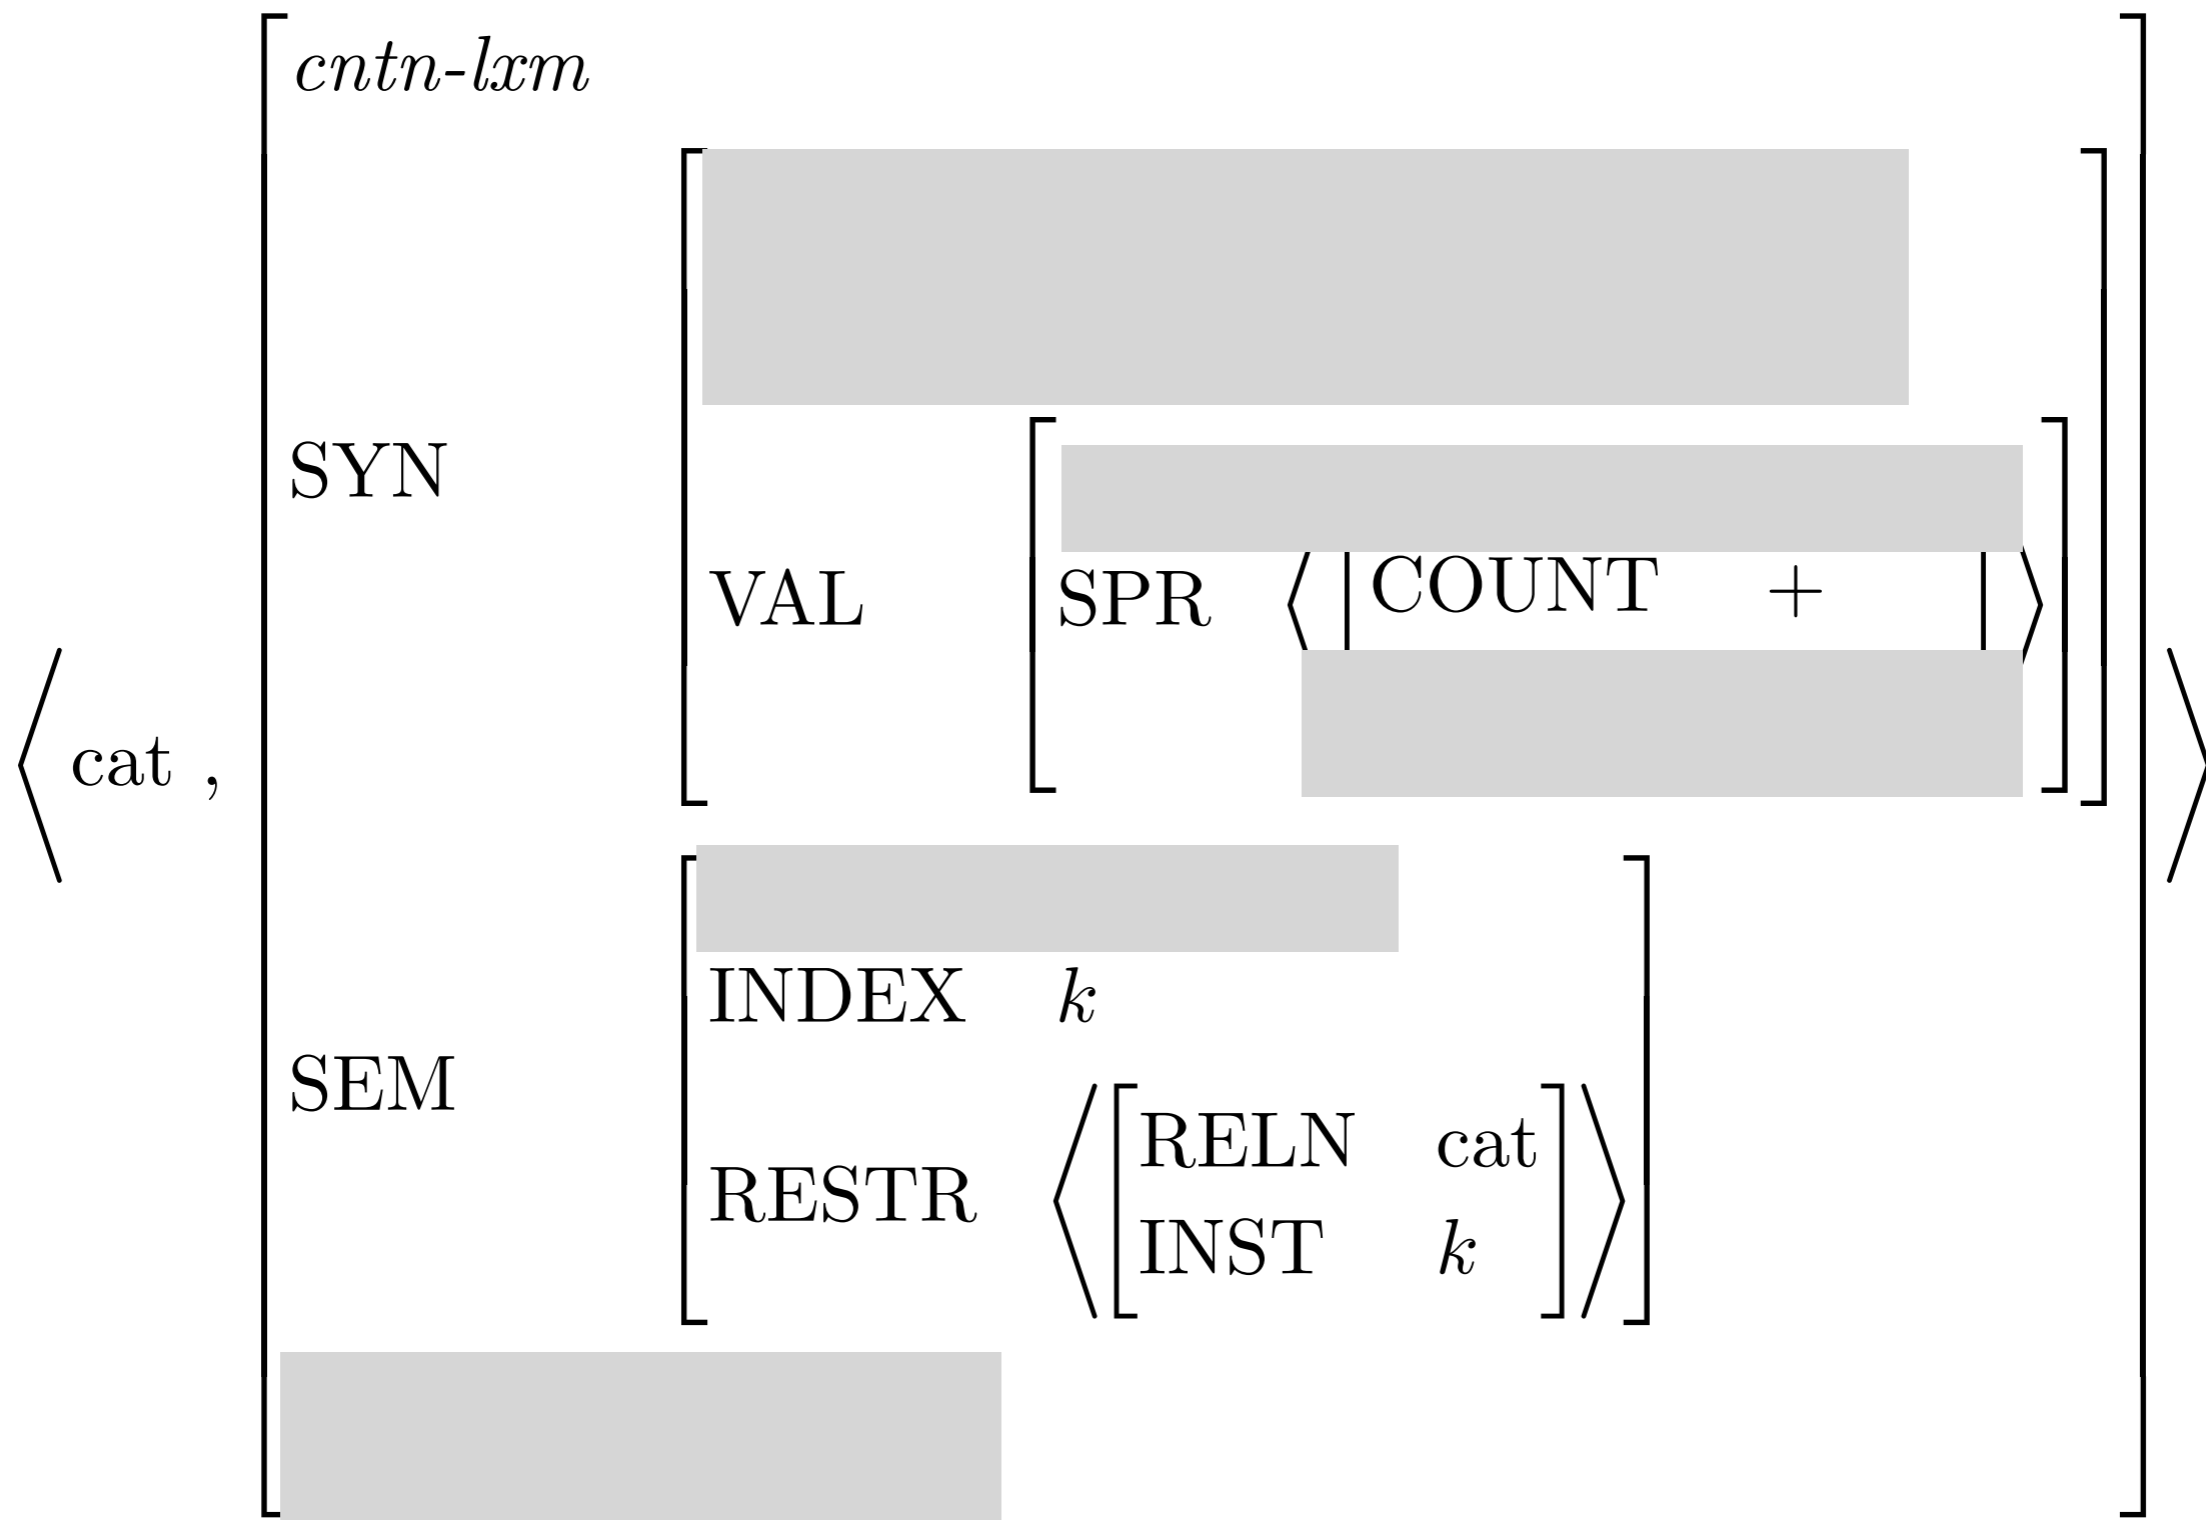 cntn-lxm
SYN
VAL [SPR ⟨|COUNT +|⟩]
⟨cat ,
INDEX k
SEM
RESTR ⟨[RELN cat
INST k]⟩